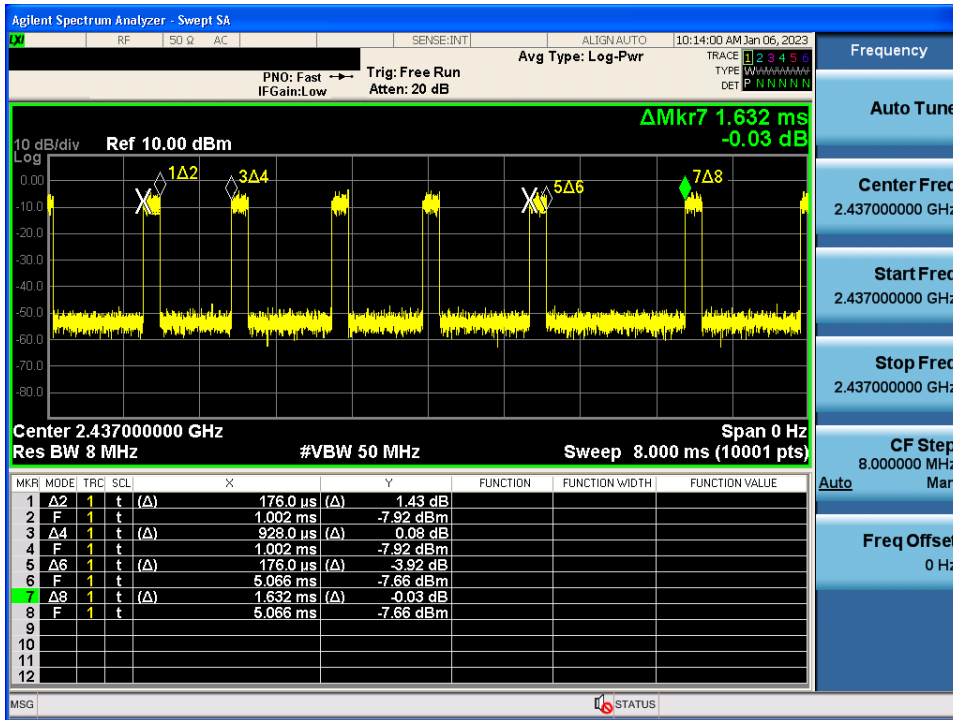 Agilent Spectrum Analyzer - Swept SA
LXI RF 50 Ω AC SENSE:INT ALIGN AUTO 10:14:00 AM Jan 06, 2023
Frequency
PNO: Fast Trig: Free Run Avg Type: Log-Pwr TRACE 1 2 3 4 5 6
IFGain:Low Atten: 20 dB TYPE WWWWWW
DET P N N N N N
Auto Tune
ΔMkr7 1.632 ms
-0.03 dB
10 dB/div Ref 10.00 dBm
Log
0.00
-10.0
-20.0
-30.0
-40.0
-50.0
-60.0
-70.0
-80.0
1Δ2 3Δ4 5Δ6 7Δ8
Center 2.437000000 GHz Span 0 Hz
Res BW 8 MHz #VBW 50 MHz Sweep 8.000 ms (10001 pts)
Center Freq
2.437000000 GHz
Start Freq
2.437000000 GHz
Stop Freq
2.437000000 GHz
CF Step
8.000000 MHz
Auto Man
Freq Offset
0 Hz
MKR MODE TRC SCL X Y FUNCTION FUNCTION WIDTH FUNCTION VALUE
1 Δ2 1 t (Δ) 176.0 µs (Δ) 1.43 dB
2 F 1 t 1.002 ms -7.92 dBm
3 Δ4 1 t (Δ) 928.0 µs (Δ) 0.08 dB
4 F 1 t 1.002 ms -7.92 dBm
5 Δ6 1 t (Δ) 176.0 µs (Δ) -3.92 dB
6 F 1 t 5.066 ms -7.66 dBm
7 Δ8 1 t (Δ) 1.632 ms (Δ) -0.03 dB
8 F 1 t 5.066 ms -7.66 dBm
9
10
11
12
MSG STATUS